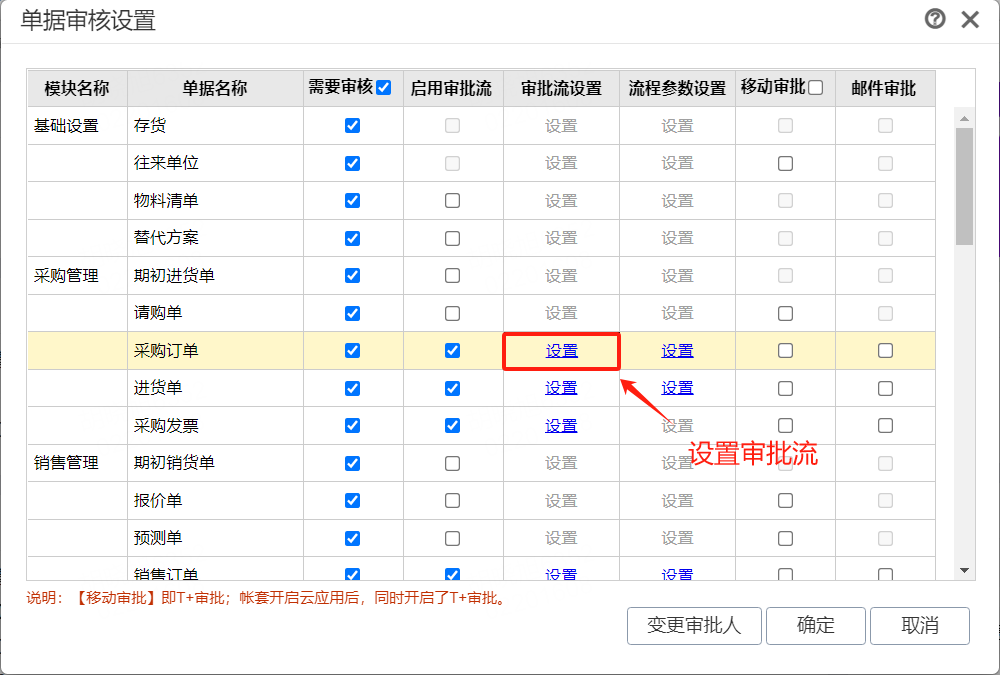 单据审核设置
模块名称 单据名称 需要审核 启用审批流 审批流设置 流程参数设置 移动审批 邮件审批
基础设置 存货 设置 设置
往来单位 设置 设置
物料清单 设置 设置
替代方案 设置 设置
采购管理 期初进货单 设置 设置
请购单 设置 设置
采购订单 设置 设置
进货单 设置 设置
采购发票 设置 设置
设置审批流
销售管理 期初销货单 设置 设置
报价单 设置 设置
预测单 设置 设置
销售订单 设置 设置
说明：【移动审批】即T+审批；帐套开启云应用后，同时开启了T+审批。
变更审批人 确定 取消